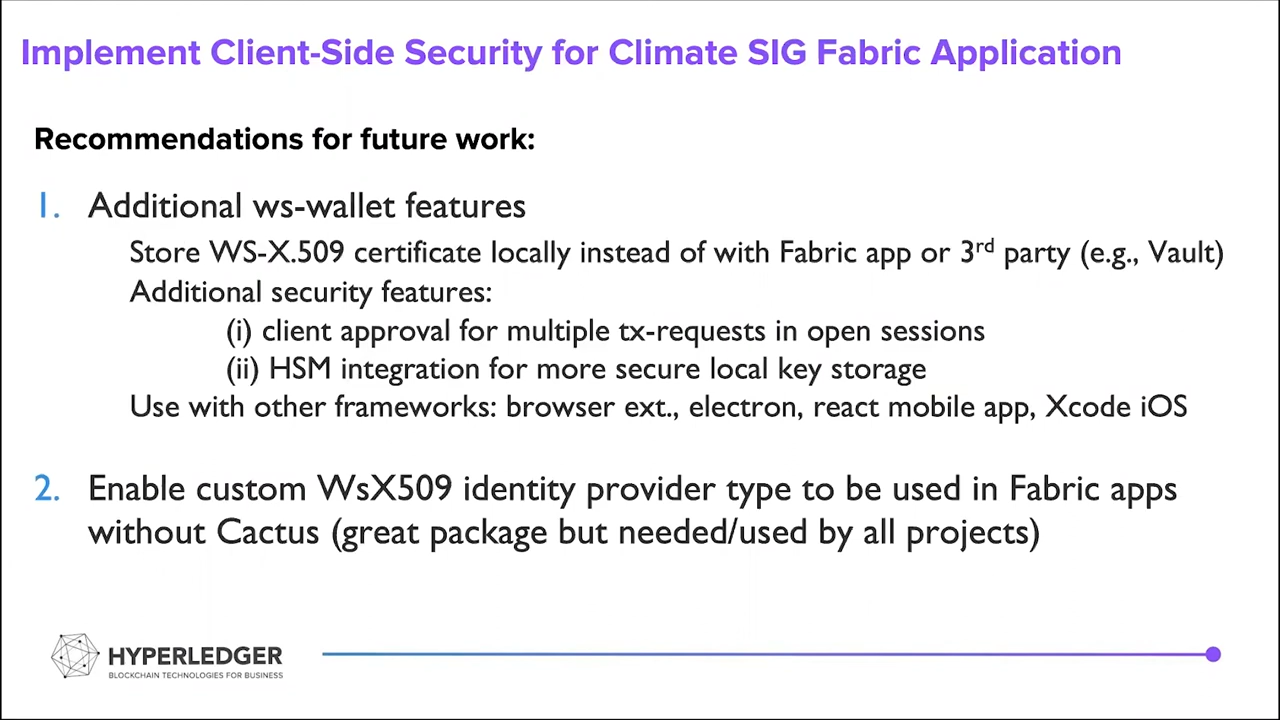 Implement Client-Side Security for Climate SIG Fabric Application
Recommendations for future work:
1. Additional ws-wallet features
Store WS-X.509 certificate locally instead of with Fabric app or 3rd party (e.g., Vault)
Additional security features:
(i) client approval for multiple tx-requests in open sessions
(ii) HSM integration for more secure local key storage
Use with other frameworks: browser ext., electron, react mobile app, Xcode iOS
2. Enable custom WsX509 identity provider type to be used in Fabric apps
without Cactus (great package but needed/used by all projects)
HYPERLEDGER
BLOCKCHAIN TECHNOLOGIES FOR BUSINESS